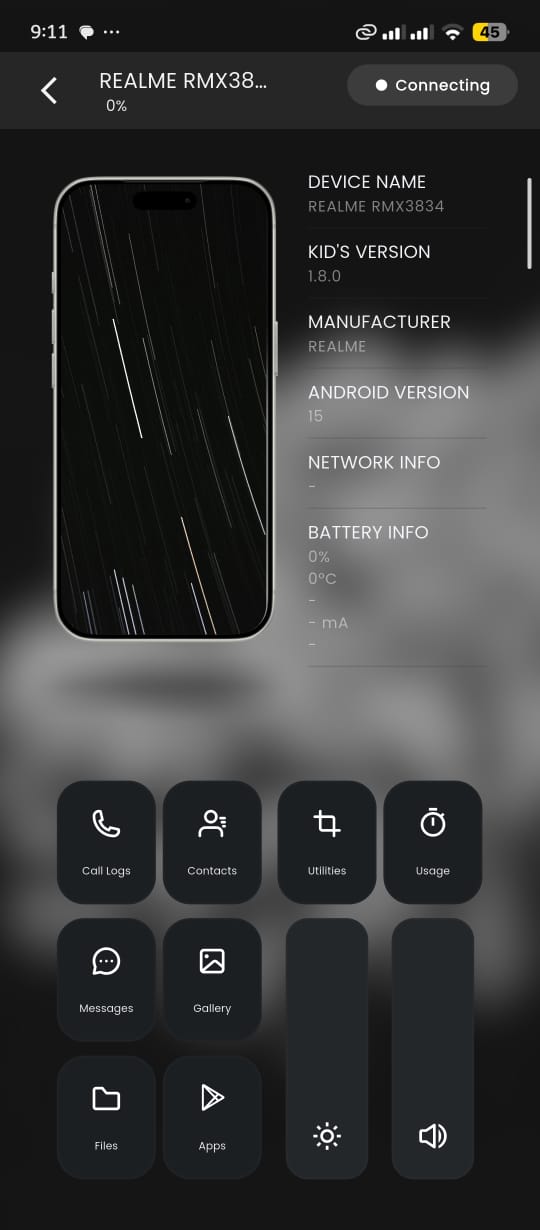 9:11 45
REALME RMX38...
0%
Connecting
DEVICE NAME
REALME RMX3834
KID'S VERSION
1.8.0
MANUFACTURER
REALME
ANDROID VERSION
15
NETWORK INFO
-
BATTERY INFO
0%
0°C
-
- mA
-
Call Logs Contacts Utilities Usage
Messages Gallery
Files Apps